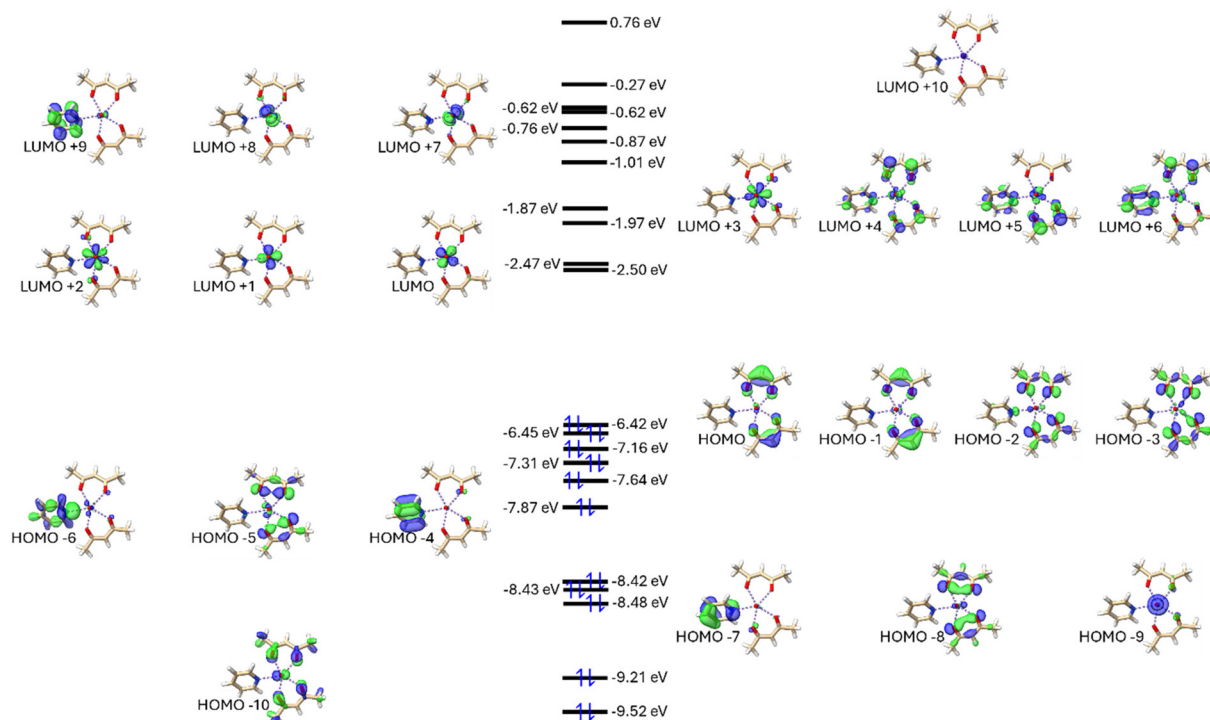 0.76 eV
LUMO +10
-0.27 eV
-0.62 eV
-0.62 eV
-0.76 eV
-0.87 eV
-1.01 eV
LUMO +9
LUMO +8
LUMO +7
LUMO +3
LUMO +4
LUMO +5
LUMO +6
-1.87 eV
-1.97 eV
-2.47 eV
-2.50 eV
LUMO +2
LUMO +1
LUMO
HOMO
HOMO -1
HOMO -2
HOMO -3
-6.42 eV
-6.45 eV
-7.16 eV
-7.31 eV
-7.64 eV
-7.87 eV
HOMO -6
HOMO -5
HOMO -4
-8.42 eV
-8.43 eV
-8.48 eV
HOMO -7
HOMO -8
HOMO -9
-9.21 eV
HOMO -10
-9.52 eV